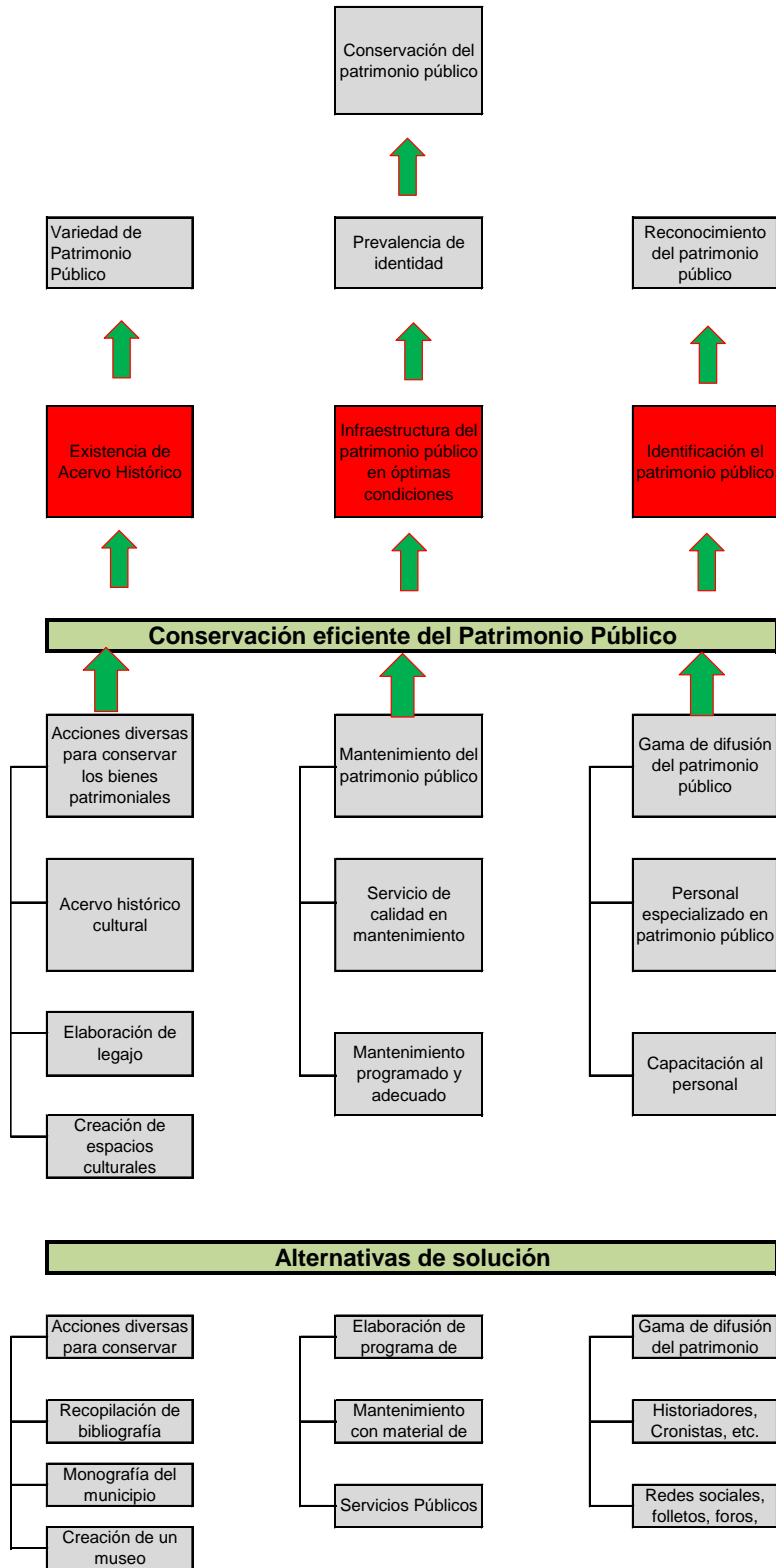 Conservación del
patrimonio público
Variedad de
Patrimonio
Público
Prevalencia de
identidad
Reconocimiento
del patrimonio
público
Existencia de
Acervo Histórico
Infraestructura del
patrimonio público
en óptimas
condiciones
Identificación el
patrimonio público
Conservación eficiente del Patrimonio Público
Acciones diversas
para conservar
los bienes
patrimoniales
Mantenimiento del
patrimonio público
Gama de difusión
del patrimonio
público
Acervo histórico
cultural
Servicio de
calidad en
mantenimiento
Personal
especializado en
patrimonio público
Elaboración de
legajo
Mantenimiento
programado y
adecuado
Capacitación al
personal
Creación de
espacios
culturales
Alternativas de solución
Acciones diversas
para conservar
Elaboración de
programa de
Gama de difusión
del patrimonio
Recopilación de
bibliografía
Mantenimiento
con material de
Historiadores,
Cronistas, etc.
Monografía del
municipio
Servicios Públicos
Redes sociales,
folletos, foros,
Creación de un
museo